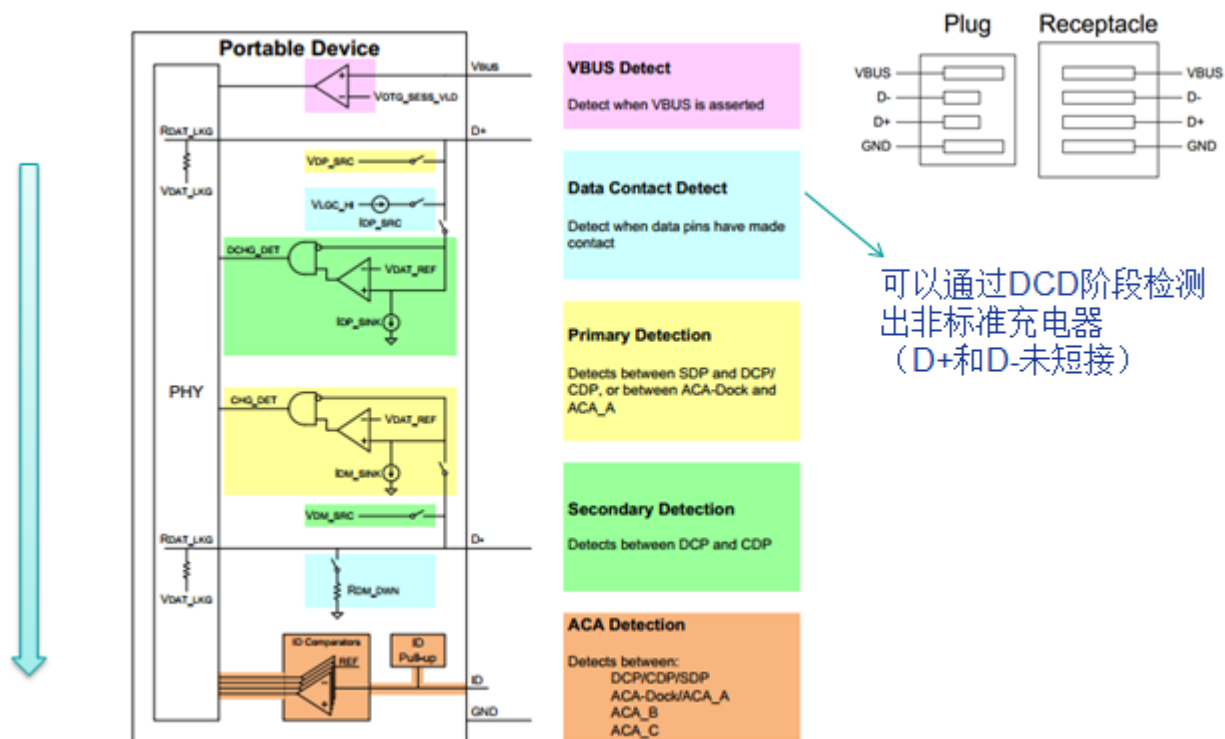 Portable Device
VBUS
VOTG_SESS_VLD
RDAT_LKG
D+
VDP_SRC
VDAT_LKG
VLGC_HI
IDP_SRC
DCHG_DET
VDAT_REF
IDP_SINK
PHY
CHG_DET
VDAT_REF
IDM_SINK
VDM_SRC
RDAT_LKG
D-
RDM_DWN
VDAT_LKG
ID Comparators
REF
ID
Pull-up
ID
GND
VBUS Detect
Detect when VBUS is asserted
Data Contact Detect
Detect when data pins have made
contact
Primary Detection
Detects between SDP and DCP/
CDP, or between ACA-Dock and
ACA_A
Secondary Detection
Detects between DCP and CDP
ACA Detection
Detects between:
DCP/CDP/SDP
ACA-Dock/ACA_A
ACA_B
ACA_C
Plug
VBUS
D-
D+
GND
Receptacle
VBUS
D-
D+
GND
可以通过DCD阶段检测
出非标准充电器
（D+和D-未短接）